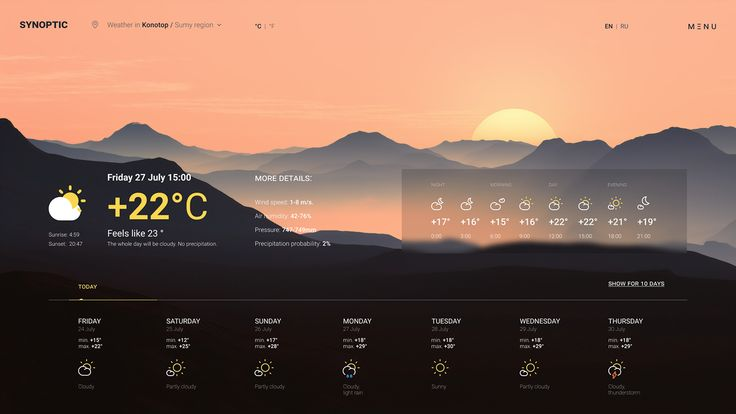 SYNOPTIC
Weather in Konotop / Sumy region
°C | °F
EN | RU
MENU
Friday 27 July 15:00
+22°C
Feels like 23 °
The whole day will be cloudy. No precipitation.
Sunrise: 4:59
Sunset: 20:47
MORE DETAILS:
Wind speed: 1-8 m/s.
Air humidity: 42-76%
Pressure: 747-749mm
Precipitation probability: 2%
NIGHT MORNING DAY EVENING
+17° +16° +15° +16° +22° +22° +21° +19°
0:00 3:00 6:00 9:00 12:00 15:00 18:00 21:00
TODAY
SHOW FOR 10 DAYS
FRIDAY
24 July
min. +15°
max. +22°
Cloudy
SATURDAY
25 July
min. +12°
max. +25°
Partly cloudy
SUNDAY
26 July
min. +17°
max. +28°
Partly cloudy
MONDAY
27 July
min. +18°
max. +29°
Cloudy,
light rain
TUESDAY
28 July
min. +18°
max. +30°
Sunny
WEDNESDAY
29 July
min. +18°
max. +29°
Partly cloudy
THURSDAY
30 July
min. +18°
max. +29°
Cloudy,
thunderstorm